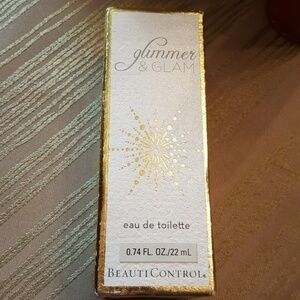 glimmer
& GLAM
eau de toilette
0.74 FL. OZ./22 mL
BEAUTICONTROL®